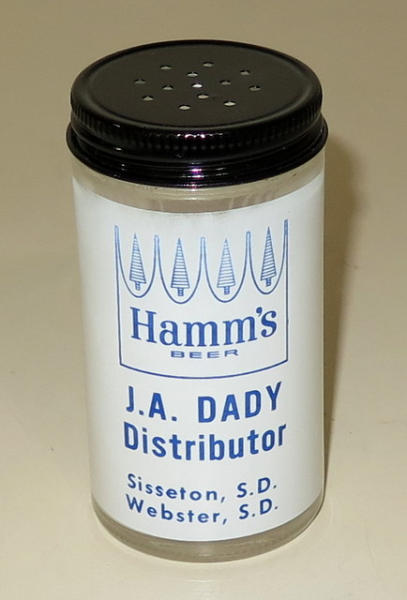 Hamm's
BEER
J.A. DADY
Distributor
Sisseton, S.D.
Webster, S.D.